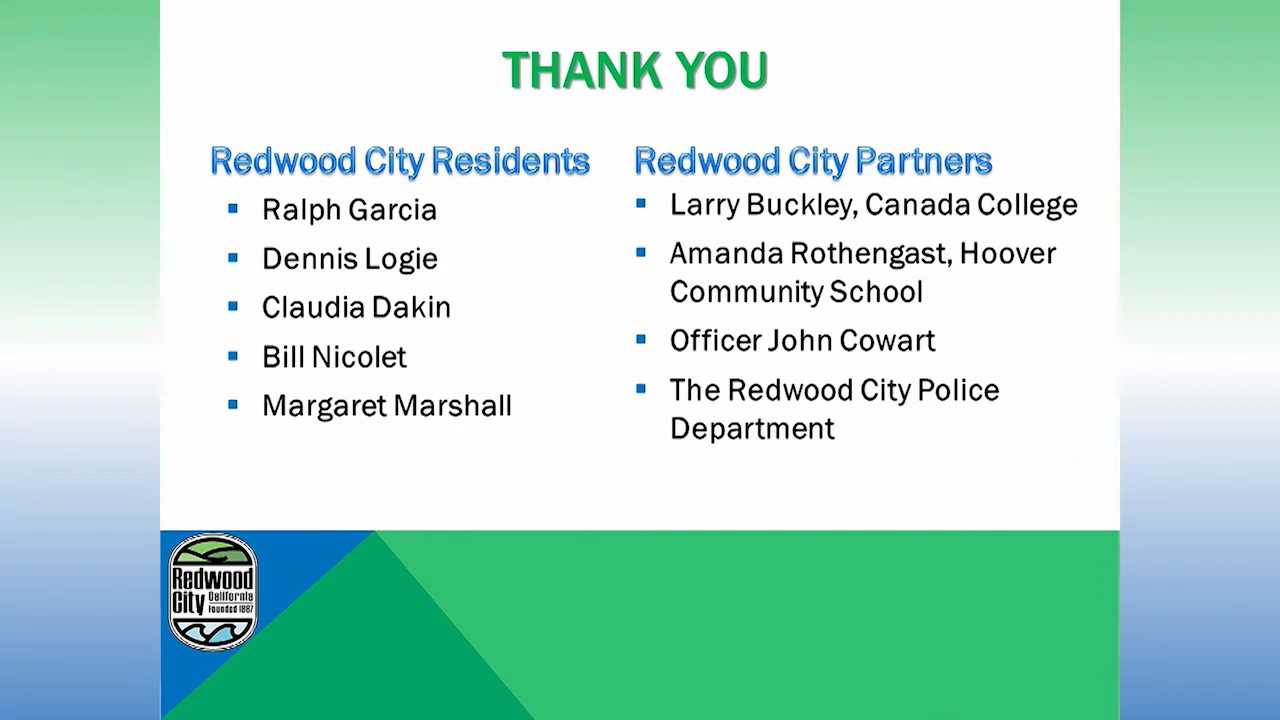 THANK YOU
Redwood City Residents
Ralph Garcia
Dennis Logie
Claudia Dakin
Bill Nicolet
Margaret Marshall
Redwood City Partners
Larry Buckley, Canada College
Amanda Rothengast, Hoover
Community School
Officer John Cowart
The Redwood City Police
Department
Redwood
City
California
Founded 1867